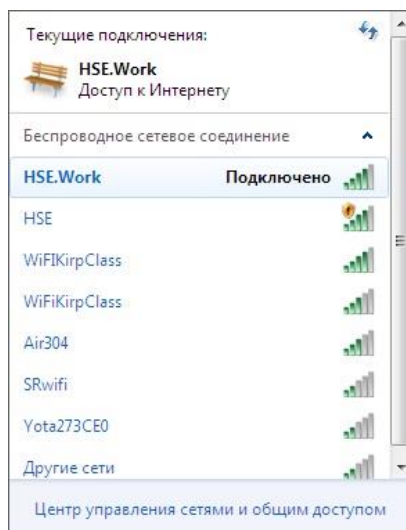 Текущие подключения:
HSE.Work
Доступ к Интернету
Беспроводное сетевое соединение
HSE.Work Подключено
HSE
WiFIKirpClass
WiFiKirpClass
Air304
SRwifi
Yota273CE0
Другие сети
Центр управления сетями и общим доступом